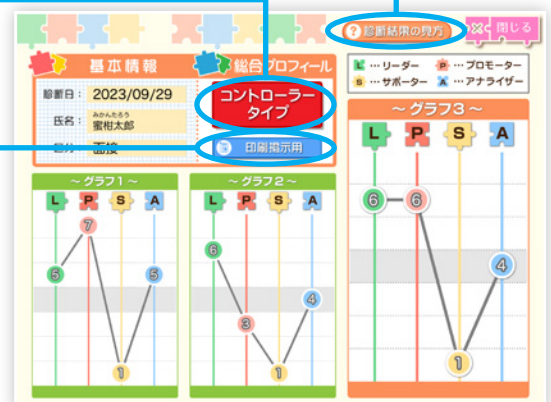 ? 診断結果の見方
閉じる
基本情報
総合プロフィール
診断日： 2023/09/29
氏名：
みかんたろう
蜜柑太郎
区分： 面接
コントローラー
タイプ
印刷掲示用
L …リーダー P …プロモーター
S …サポーター A …アナライザー
～ グラフ1 ～
L P S A
5 7 1 5
～ グラフ2 ～
L P S A
6 3 1 4
～ グラフ3 ～
L P S A
6 6 1 4